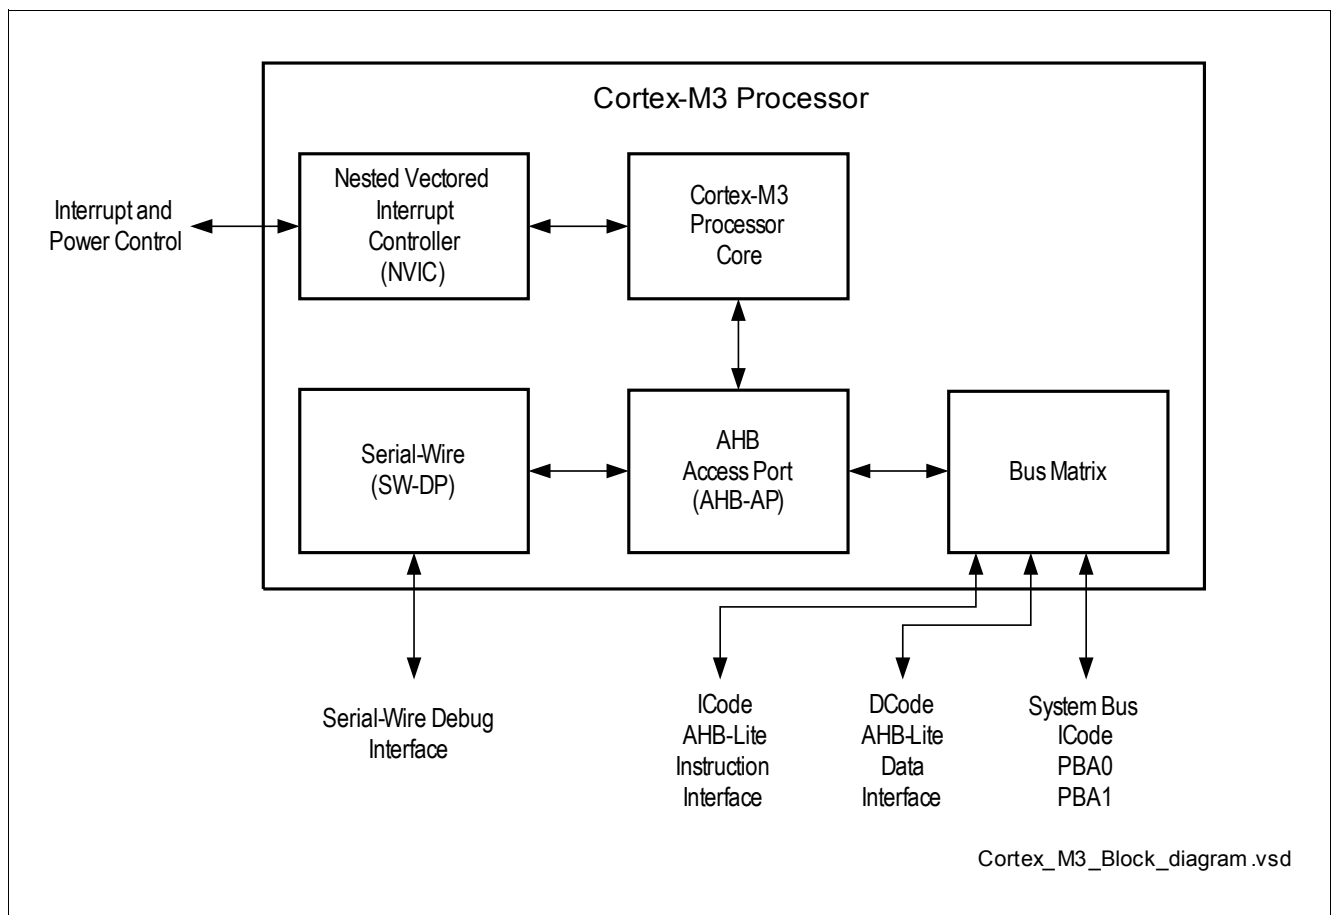 Cortex-M3 Processor
Nested Vectored
Interrupt
Controller
(NVIC)
Cortex-M3
Processor
Core
Interrupt and
Power Control
Serial-Wire
(SW-DP)
AHB
Access Port
(AHB-AP)
Bus Matrix
Serial-Wire Debug
Interface
ICode
AHB-Lite
Instruction
Interface
DCode
AHB-Lite
Data
Interface
System Bus
ICode
PBA0
PBA1
Cortex_M3_Block_diagram.vsd